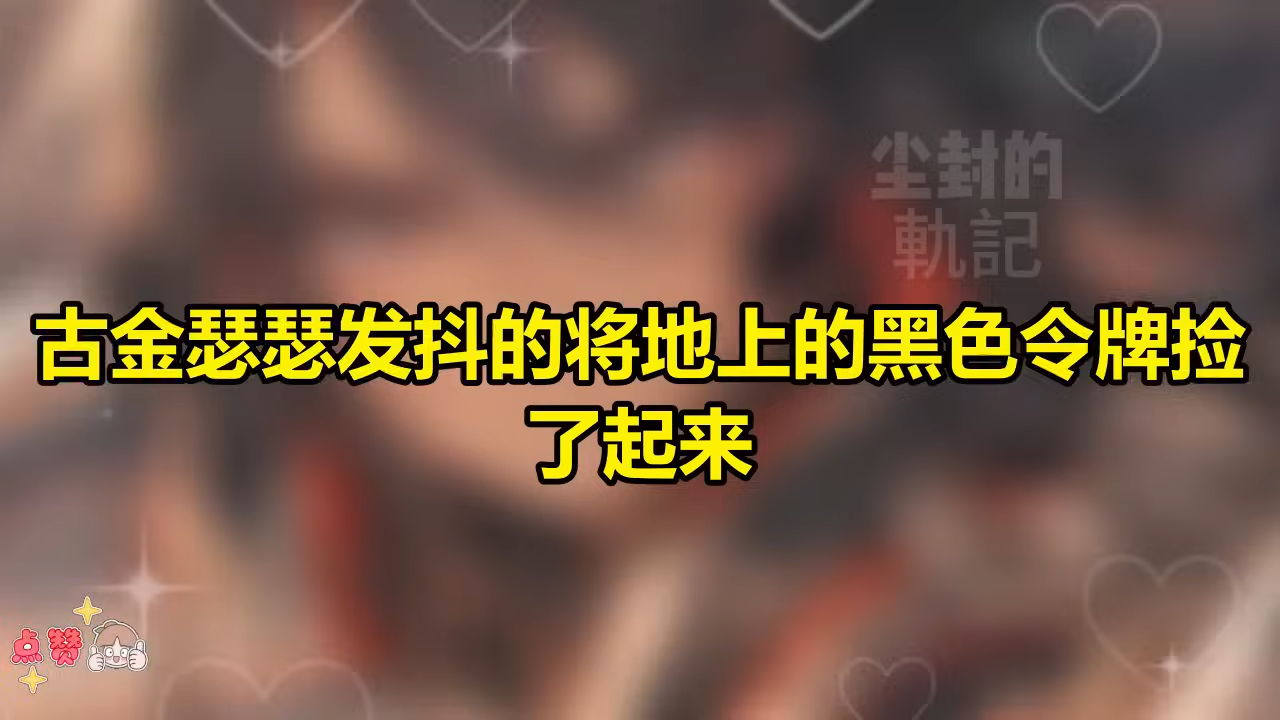 尘封的
軌記
古金瑟瑟发抖的将地上的黑色令牌捡
了起来
点赞